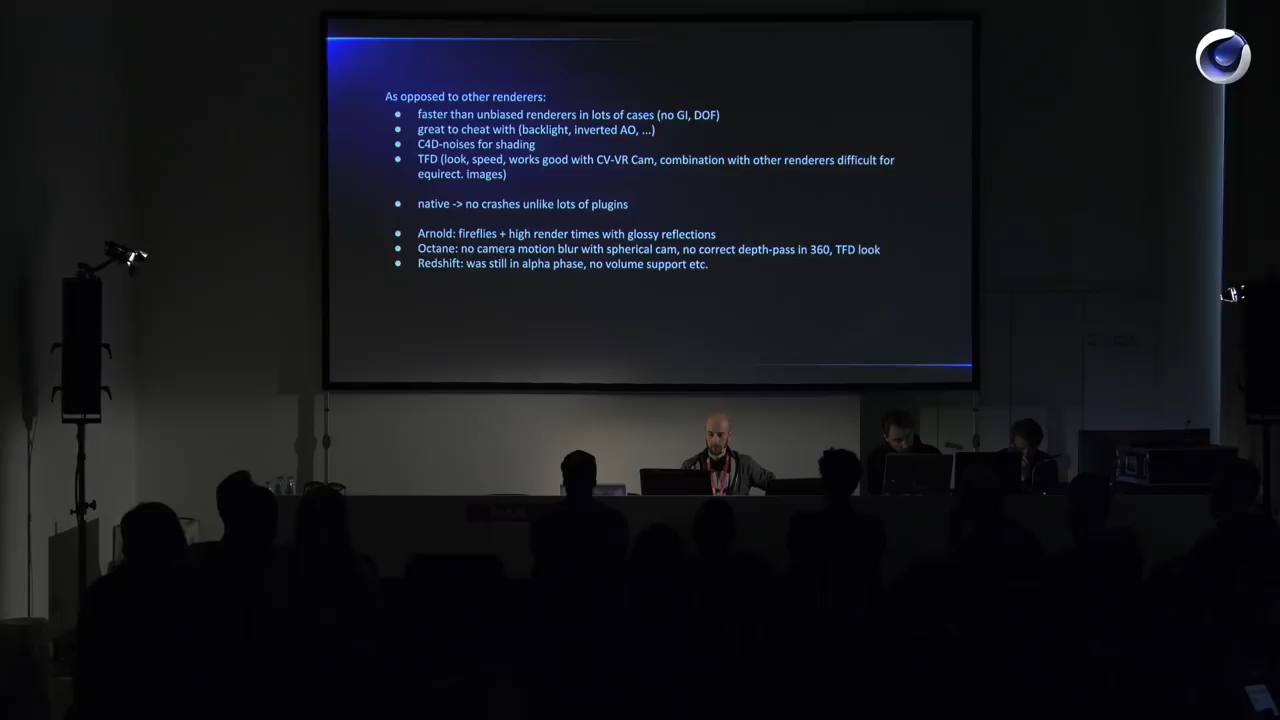 As opposed to other renderers:
• faster than unbiased renderers in lots of cases (no GI, DOF)
• great to cheat with (backlight, inverted AO, ...)
• C4D-noises for shading
• TFD (look, speed, works good with CV-VR Cam, combination with other renderers difficult for
equirect. images)
• native -> no crashes unlike lots of plugins
• Arnold: fireflies + high render times with glossy reflections
• Octane: no camera motion blur with spherical cam, no correct depth-pass in 360, TFD look
• Redshift: was still in alpha phase, no volume support etc.